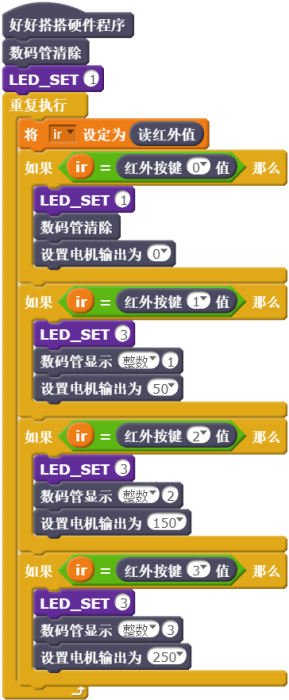 好好搭搭硬件程序
数码管清除
LED_SET 1
重复执行
将 ir 设定为 读红外值
如果 ir = 红外按键 0 值 那么
LED_SET 1
数码管清除
设置电机输出为 0
如果 ir = 红外按键 1 值 那么
LED_SET 3
数码管显示 整数 1
设置电机输出为 50
如果 ir = 红外按键 2 值 那么
LED_SET 3
数码管显示 整数 2
设置电机输出为 150
如果 ir = 红外按键 3 值 那么
LED_SET 3
数码管显示 整数 3
设置电机输出为 250